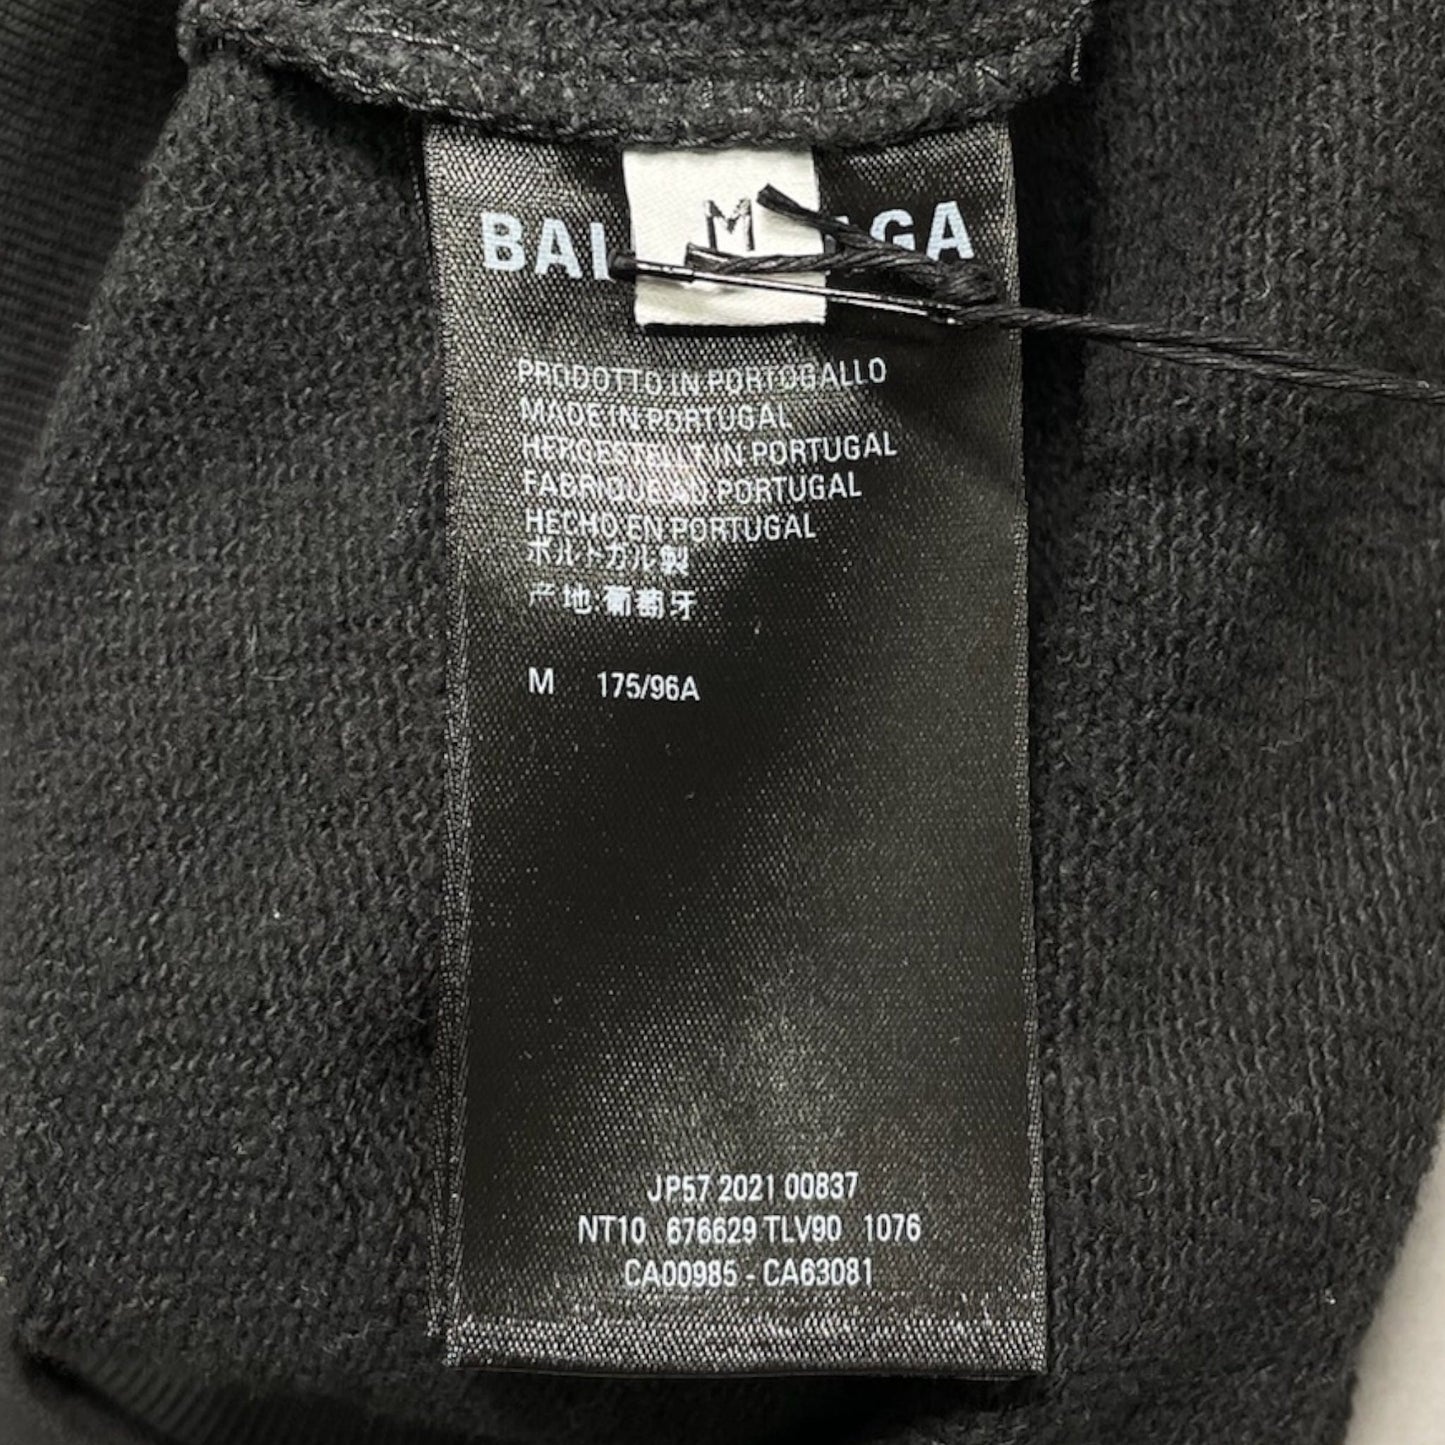 BAL GA
M
PRODOTTO IN PORTOGALLO
MADE IN PORTUGAL
HERGESTELLT IN PORTUGAL
FABRIQUE AU PORTUGAL
HECHO EN PORTUGAL
ポルトガル製
产地:葡萄牙
M 175/96A
JP57 2021 00837
NT10 676629 TLV90 1076
CA00985 - CA63081